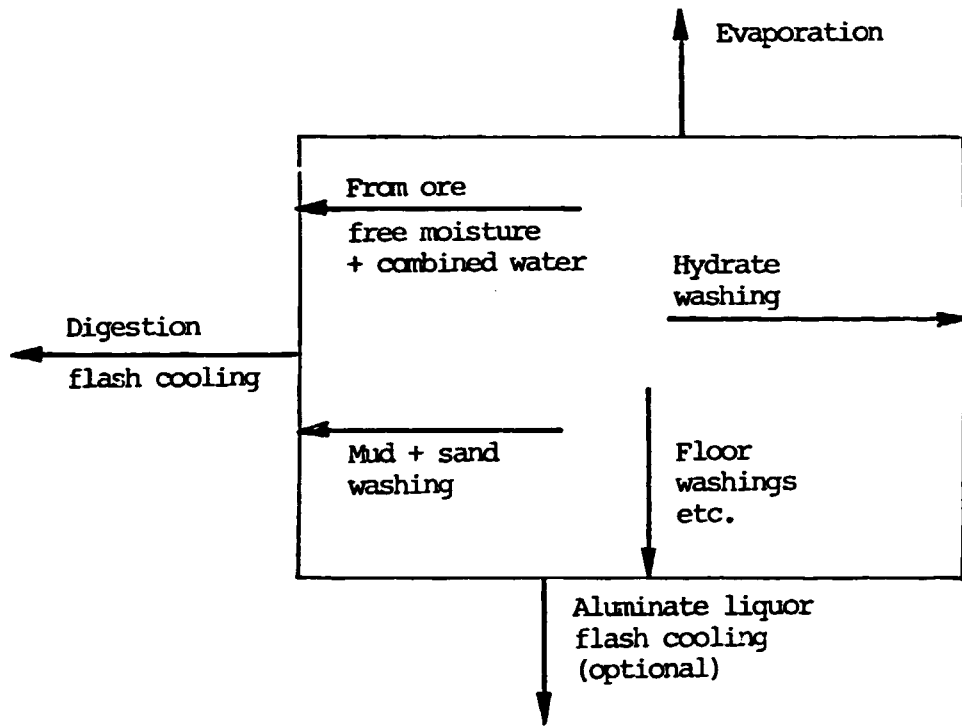 Evaporation
From ore
free moisture
+ combined water
Hydrate
washing
Digestion
flash cooling
Mud + sand
washing
Floor
washings
etc.
Aluminate liquor
flash cooling
(optional)